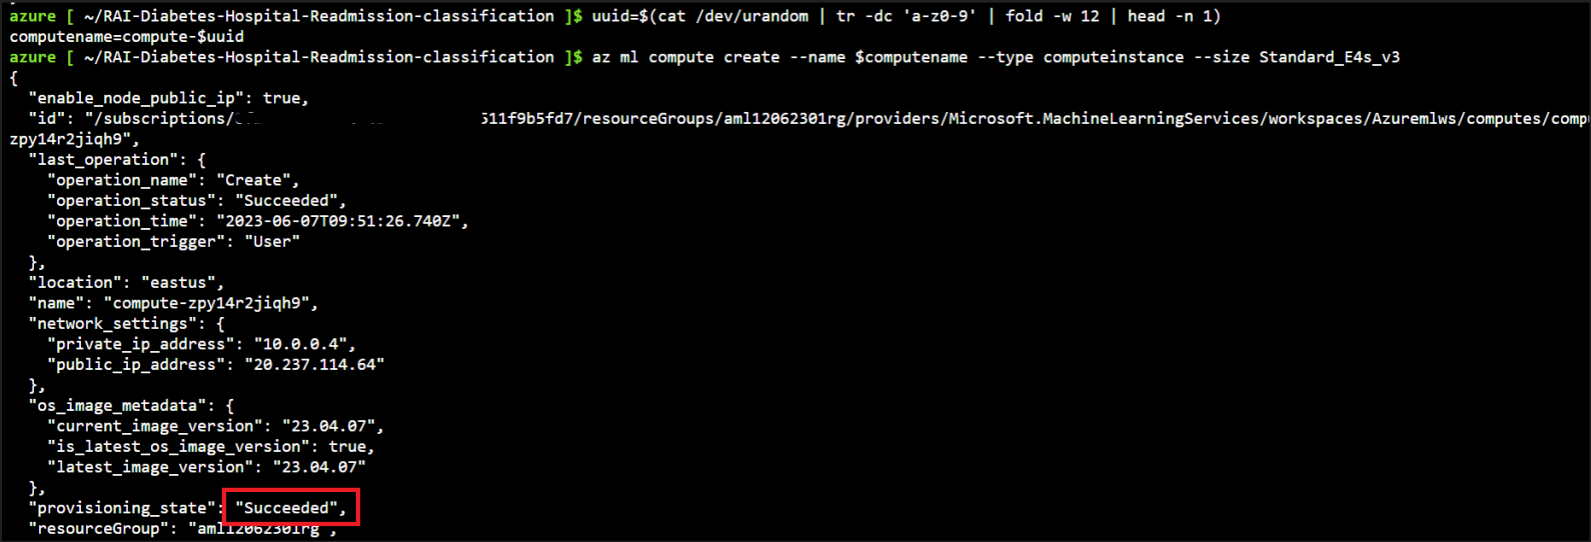 azure [ ~/RAI-Diabetes-Hospital-Readmission-classification ]$ uuid=$(cat /dev/urandom | tr -dc 'a-z0-9' | fold -w 12 | head -n 1)
computename=compute-$uuid
azure [ ~/RAI-Diabetes-Hospital-Readmission-classification ]$ az ml compute create --name $computename --type computeinstance --size Standard_E4s_v3
{
  "enable_node_public_ip": true,
  "id": "/subscriptions/ 511f9b5fd7/resourceGroups/aml12062301rg/providers/Microsoft.MachineLearningServices/workspaces/Azuremlws/computes/compu
zpy14r2jiqh9",
  "last_operation": {
    "operation_name": "Create",
    "operation_status": "Succeeded",
    "operation_time": "2023-06-07T09:51:26.740Z",
    "operation_trigger": "User"
  },
  "location": "eastus",
  "name": "compute-zpy14r2jiqh9",
  "network_settings": {
    "private_ip_address": "10.0.0.4",
    "public_ip_address": "20.237.114.64"
  },
  "os_image_metadata": {
    "current_image_version": "23.04.07",
    "is_latest_os_image_version": true,
    "latest_image_version": "23.04.07"
  },
  "provisioning_state": "Succeeded",
  "resourceGroup": "aml12062301rg",